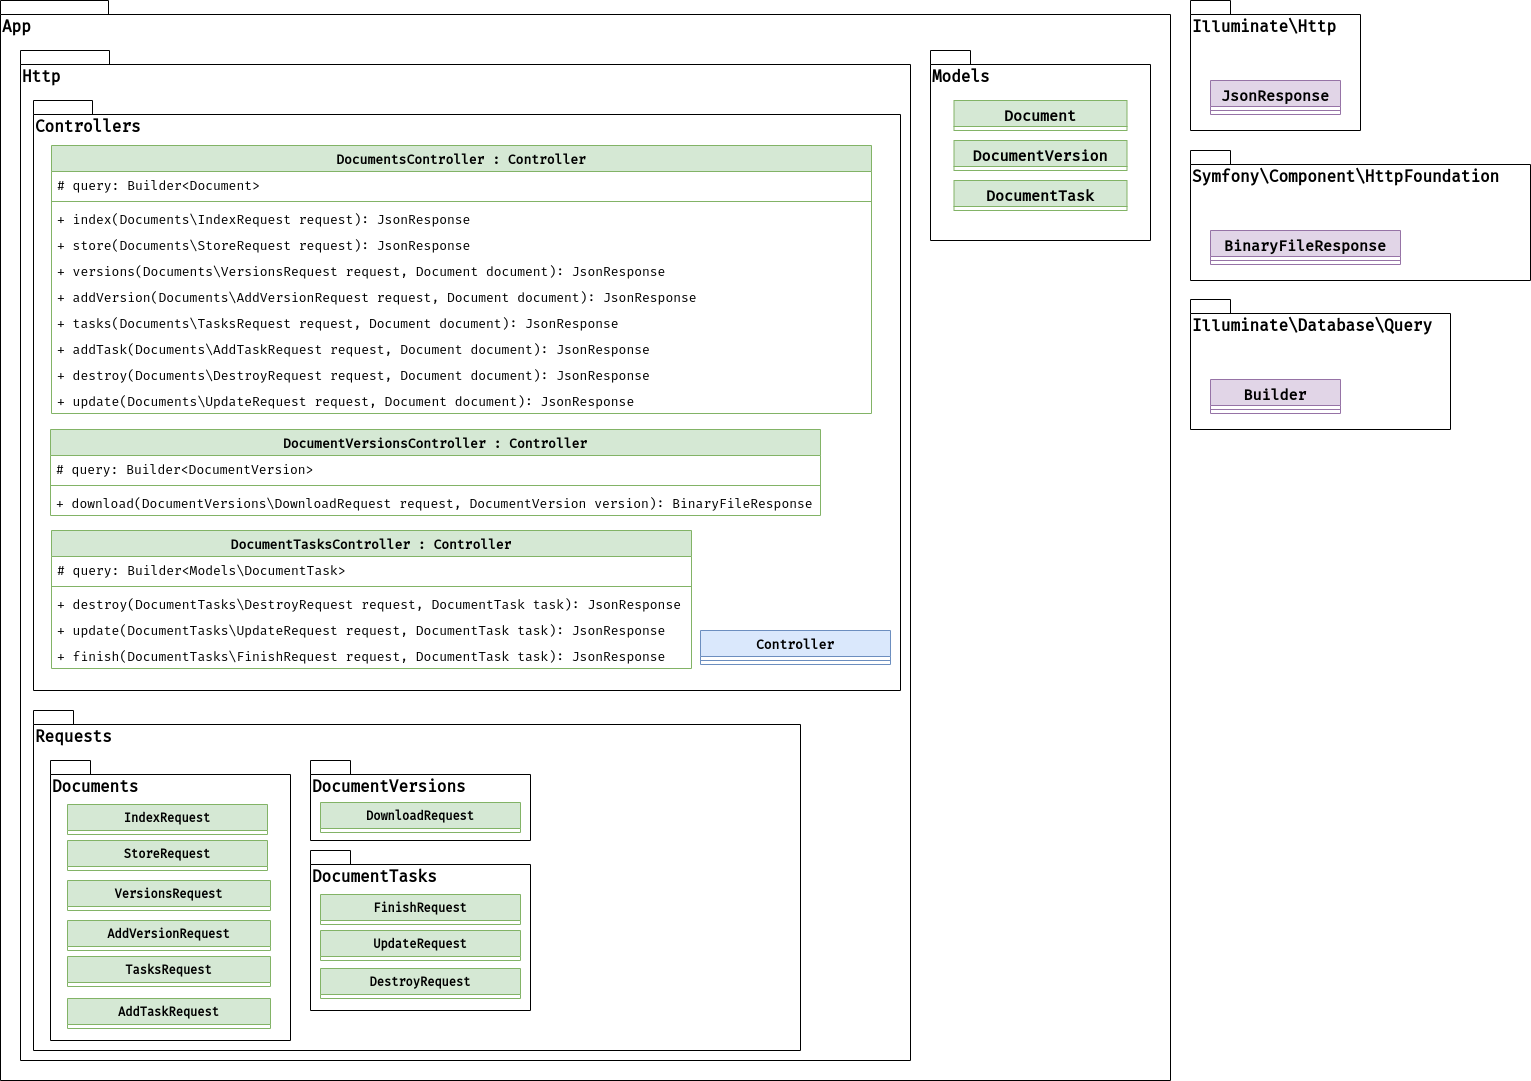 App
Http
Controllers
DocumentsController : Controller
# query: Builder<Document>
+ index(Documents\IndexRequest request): JsonResponse
+ store(Documents\StoreRequest request): JsonResponse
+ versions(Documents\VersionsRequest request, Document document): JsonResponse
+ addVersion(Documents\AddVersionRequest request, Document document): JsonResponse
+ tasks(Documents\TasksRequest request, Document document): JsonResponse
+ addTask(Documents\AddTaskRequest request, Document document): JsonResponse
+ destroy(Documents\DestroyRequest request, Document document): JsonResponse
+ update(Documents\UpdateRequest request, Document document): JsonResponse
DocumentVersionsController : Controller
# query: Builder<DocumentVersion>
+ download(DocumentVersions\DownloadRequest request, DocumentVersion version): BinaryFileResponse
DocumentTasksController : Controller
# query: Builder<Models\DocumentTask>
+ destroy(DocumentTasks\DestroyRequest request, DocumentTask task): JsonResponse
+ update(DocumentTasks\UpdateRequest request, DocumentTask task): JsonResponse
+ finish(DocumentTasks\FinishRequest request, DocumentTask task): JsonResponse
Controller
Requests
Documents
IndexRequest
StoreRequest
VersionsRequest
AddVersionRequest
TasksRequest
AddTaskRequest
DocumentVersions
DownloadRequest
DocumentTasks
FinishRequest
UpdateRequest
DestroyRequest
Models
Document
DocumentVersion
DocumentTask
Illuminate\Http
JsonResponse
Symfony\Component\HttpFoundation
BinaryFileResponse
Illuminate\Database\Query
Builder